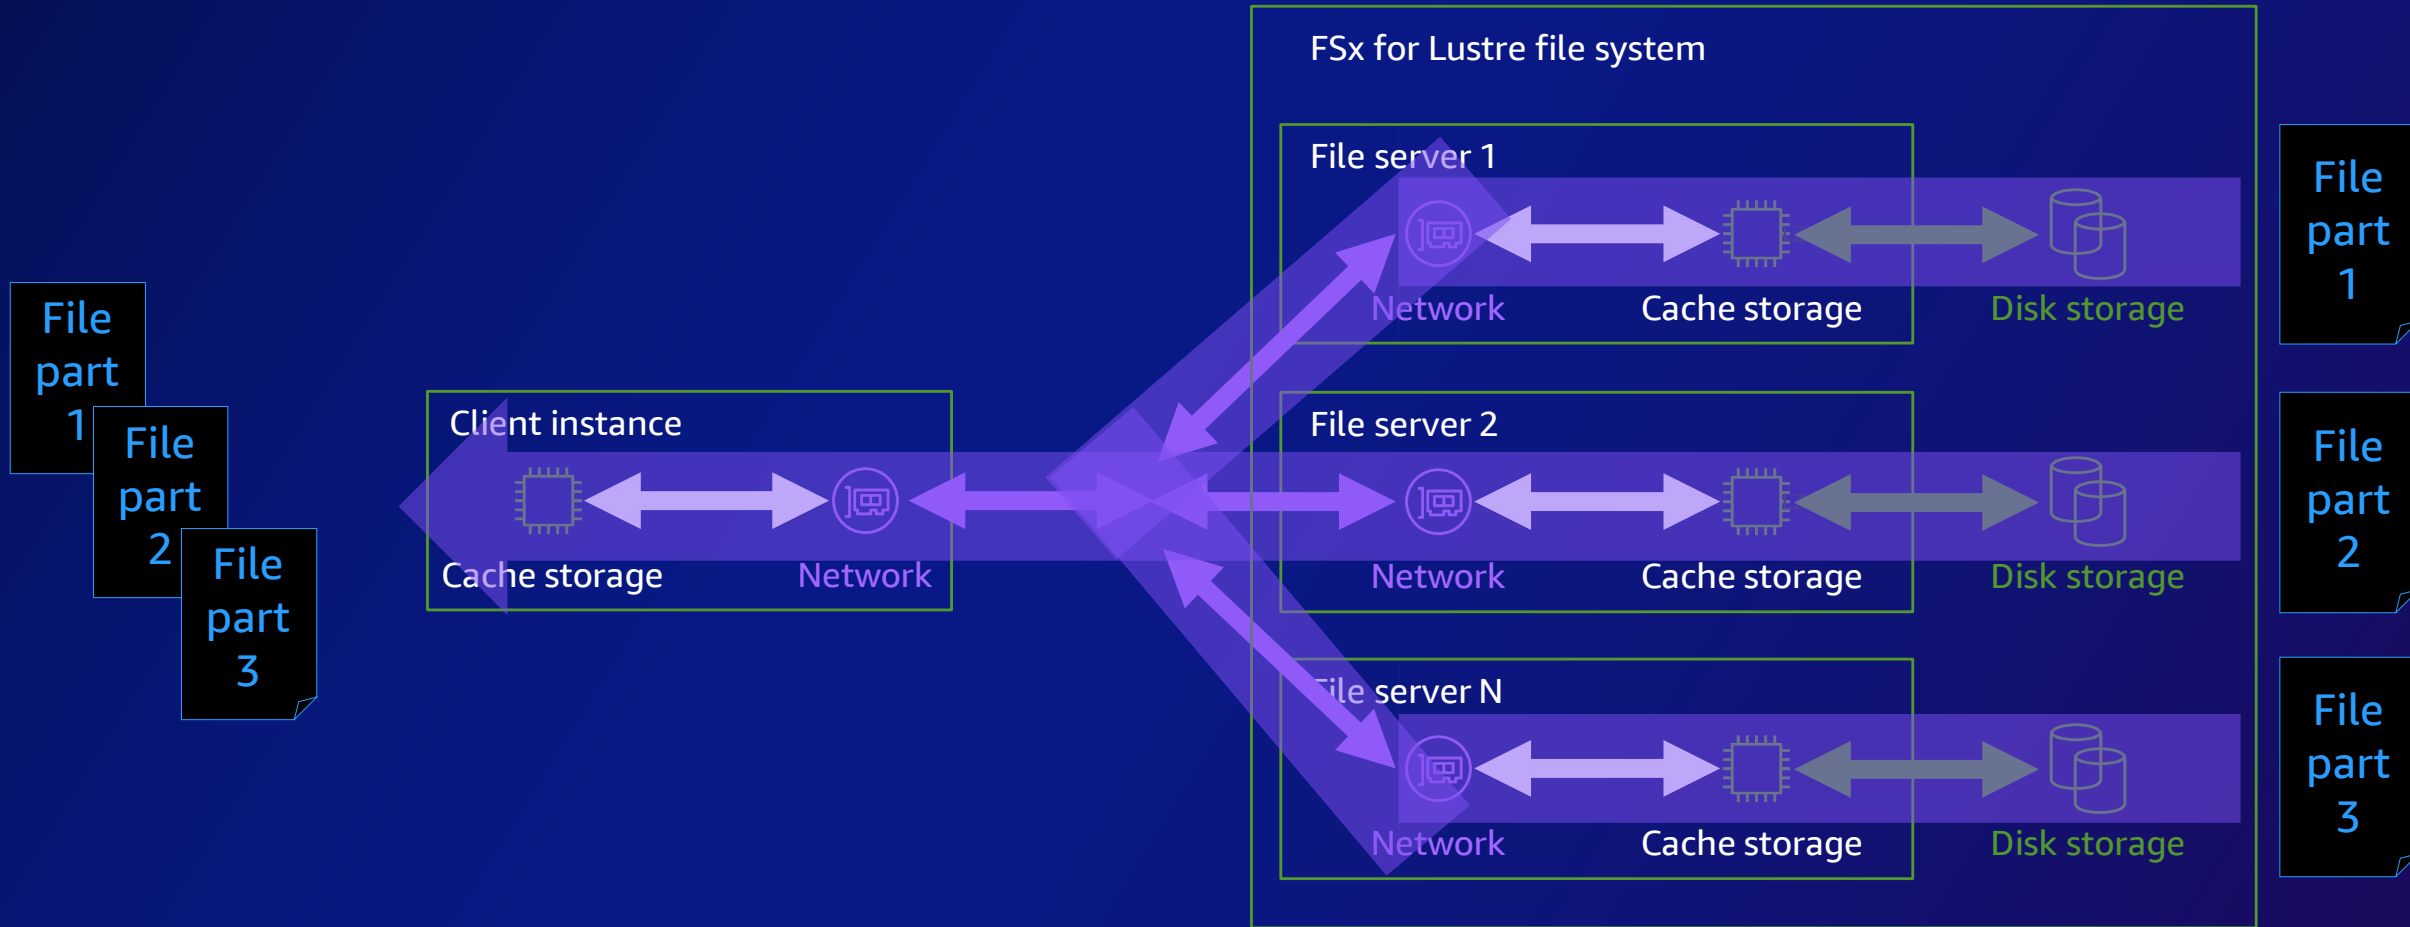 FSx for Lustre file system
File server 1
Network
Cache storage
Disk storage
File
part
1
File
part
1
File
part
2
File
part
3
Client instance
Cache storage
Network
File server 2
Network
Cache storage
Disk storage
File
part
2
File server N
Network
Cache storage
Disk storage
File
part
3